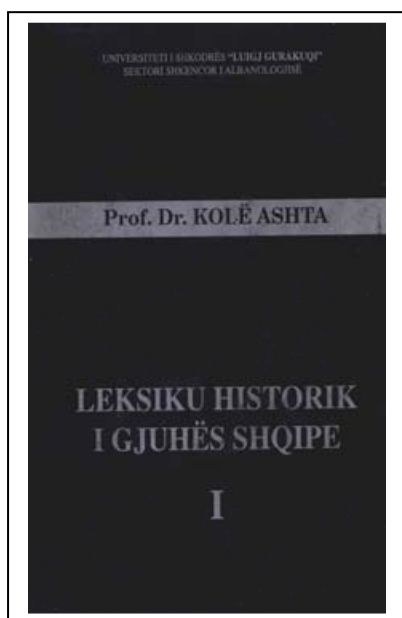 UNIVERSITETI I SHKODRËS "LUIGJ GURAKUQI"
SEKTORI SHKENCOR I ALBANOLOGJISË
Prof. Dr. KOLË ASHTA
LEKSIKU HISTORIK
I GJUHËS SHQIPE
I